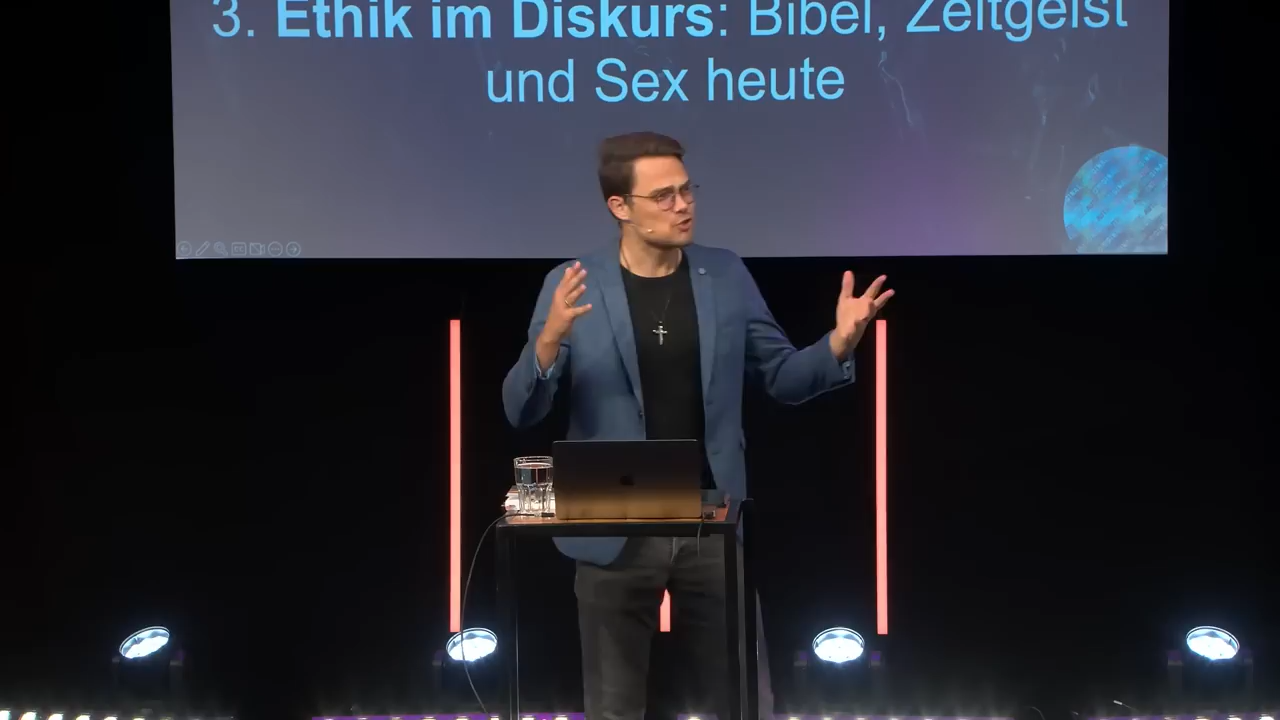 3. Ethik im Diskurs: Bibel, Zeitgeist
und Sex heute